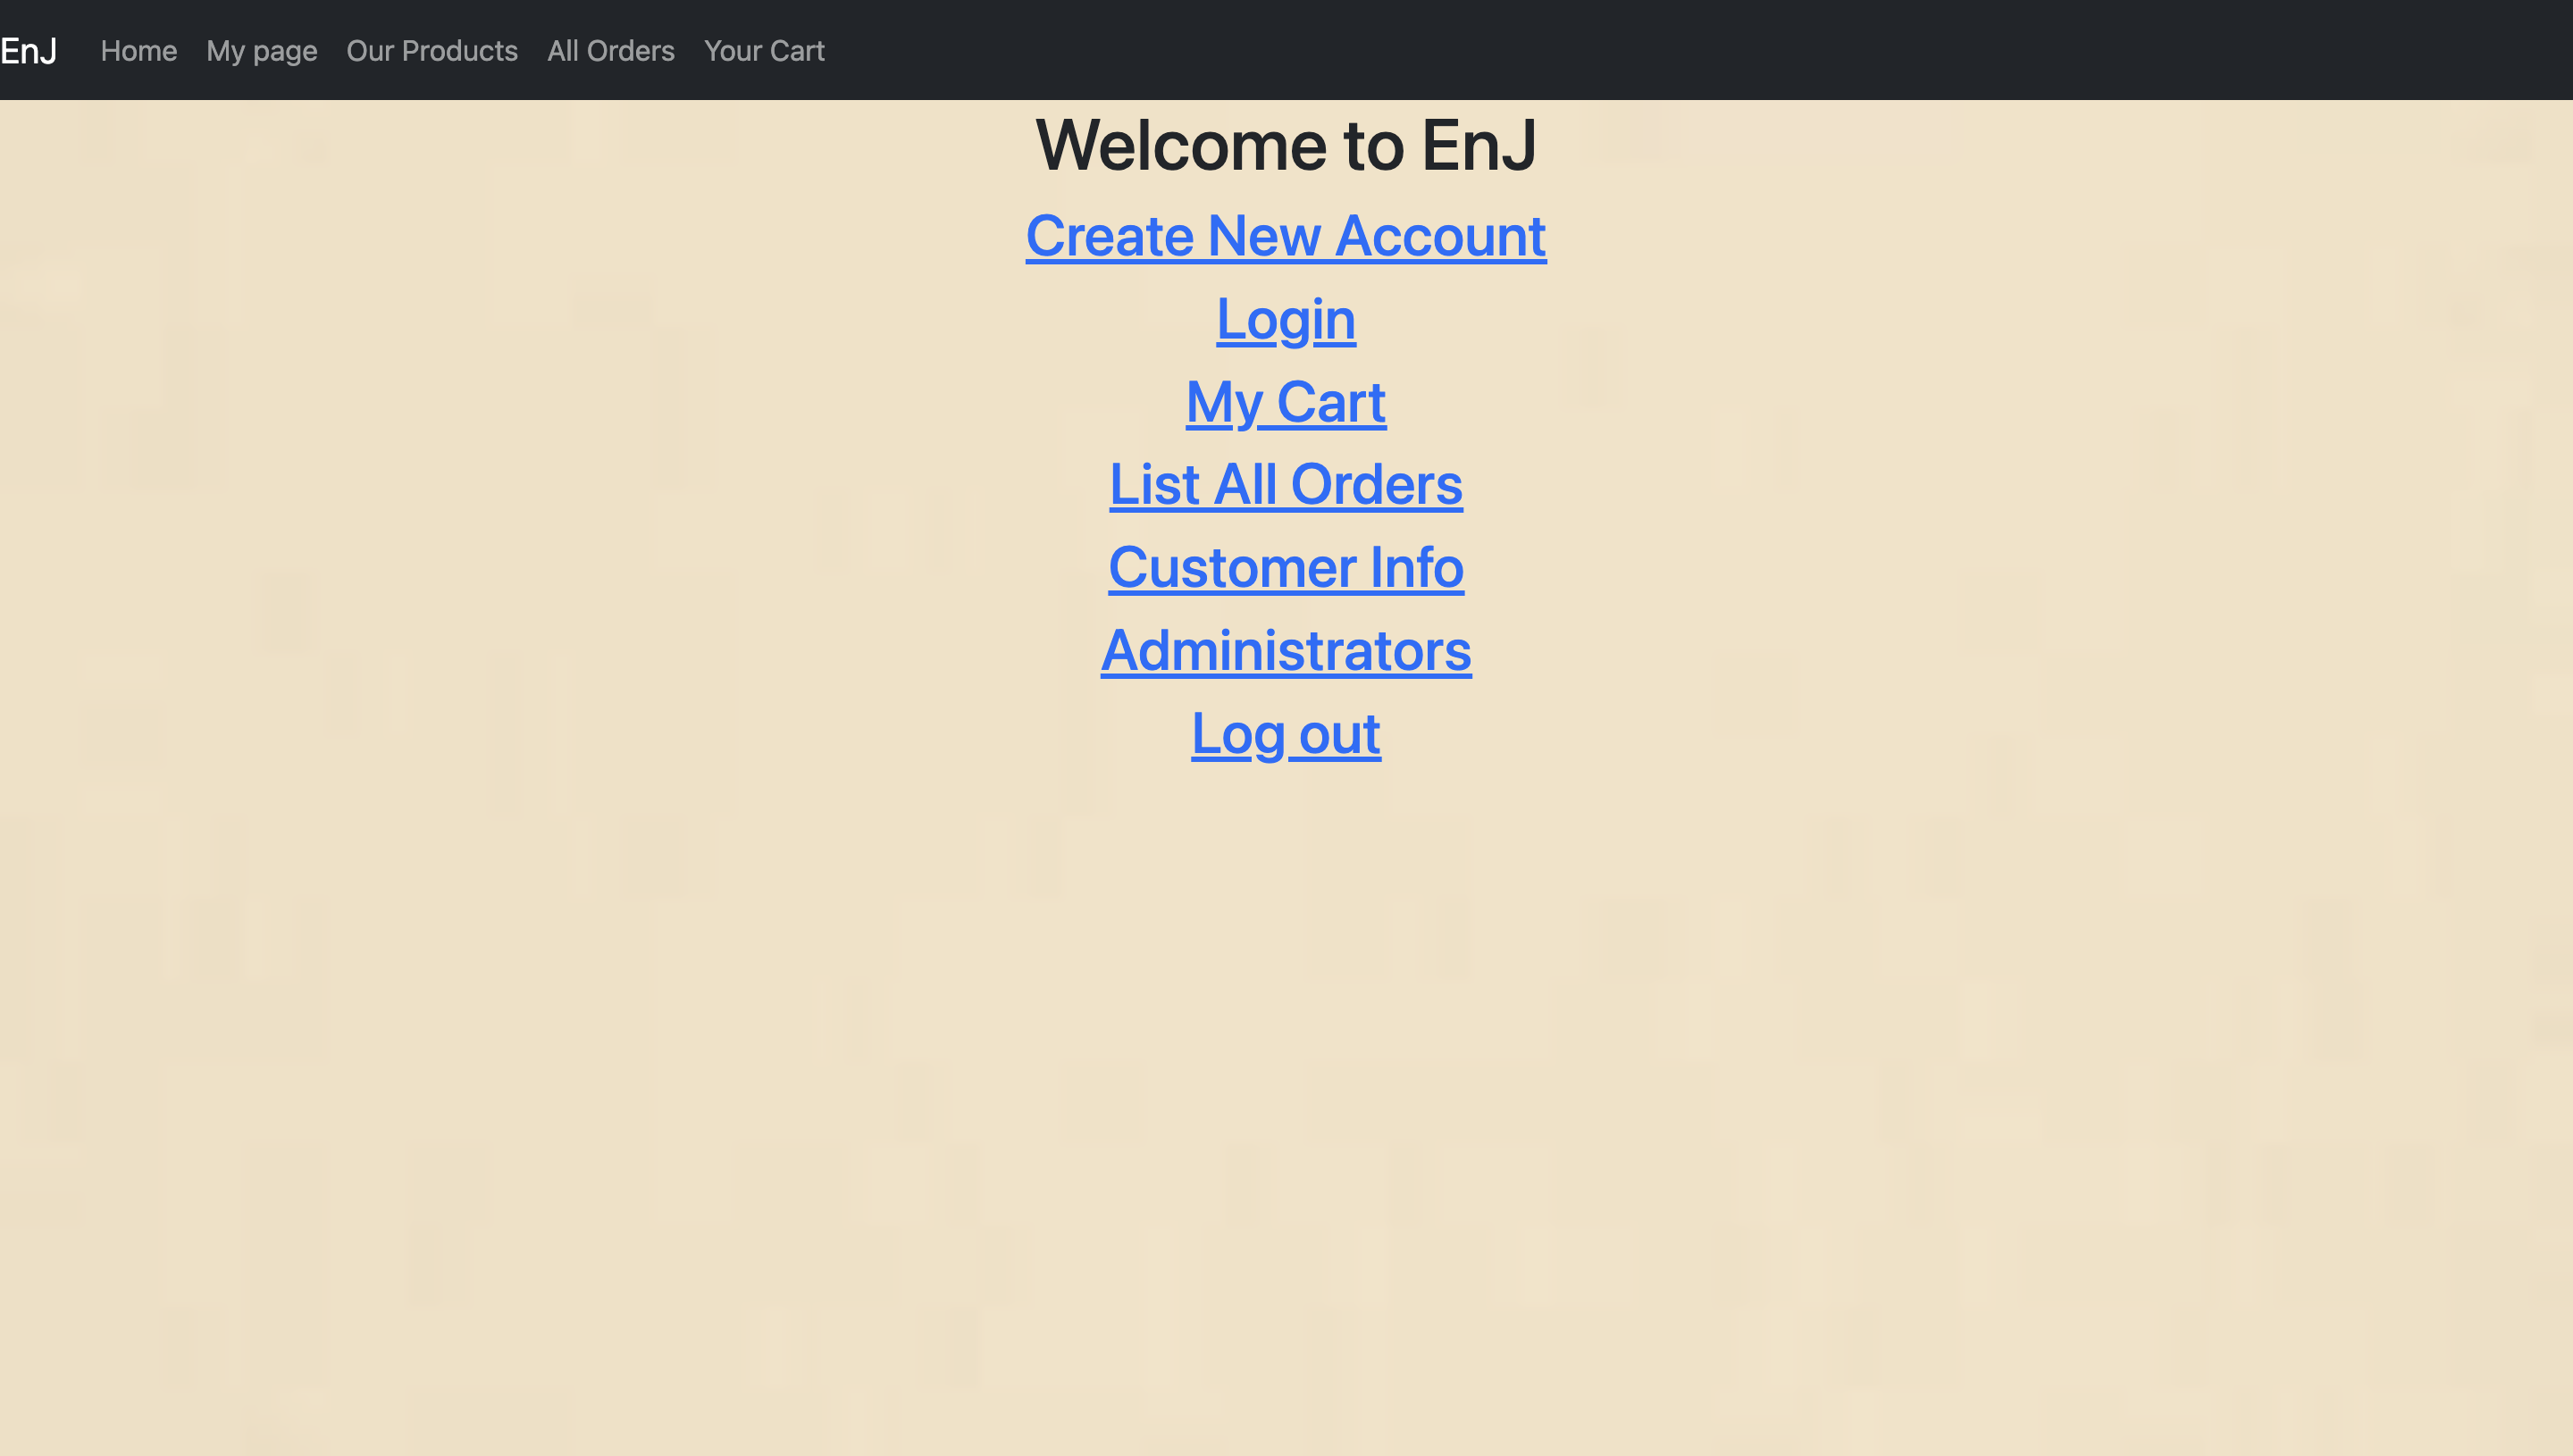 EnJ Home My page Our Products All Orders Your Cart
Welcome to EnJ
Create New Account
Login
My Cart
List All Orders
Customer Info
Administrators
Log out